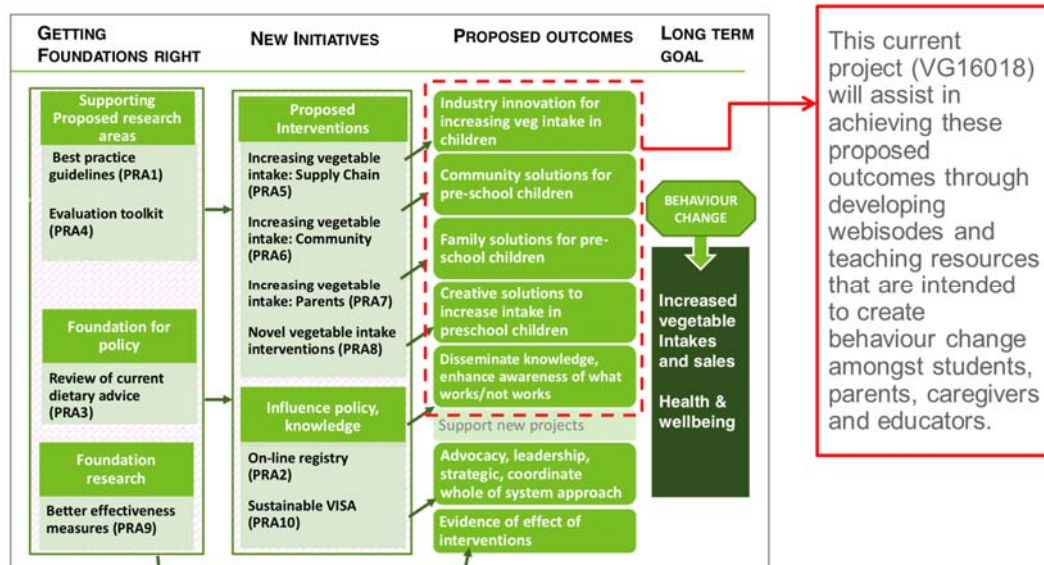 GETTING
FOUNDATIONS RIGHT
NEW INITIATIVES
PROPOSED OUTCOMES
LONG TERM
GOAL
Supporting
Proposed research
areas
Best practice
guidelines (PRA1)
Evaluation toolkit
(PRA4)
Foundation for
policy
Review of current
dietary advice
(PRA3)
Foundation
research
Better effectiveness
measures (PRA9)
Proposed
Interventions
Increasing vegetable
intake: Supply Chain
(PRA5)
Increasing vegetable
intake: Community
(PRA6)
Increasing vegetable
intake: Parents (PRA7)
Novel vegetable intake
interventions (PRA8)
Influence policy,
knowledge
On-line registry
(PRA2)
Sustainable VISA
(PRA10)
Industry innovation for
increasing veg intake in
children
Community solutions for
pre-school children
Family solutions for pre-
school children
Creative solutions to
increase intake in
preschool children
Disseminate knowledge,
enhance awareness of what
works/not works
Support new projects
Advocacy, leadership,
strategic, coordinate
whole of system approach
Evidence of effect of
interventions
BEHAVIOUR
CHANGE
Increased
vegetable
Intakes
and sales
Health &
wellbeing
This current
project (VG16018)
will assist in
achieving these
proposed
outcomes through
developing
webisodes and
teaching resources
that are intended
to create
behaviour change
amongst students,
parents, caregivers
and educators.